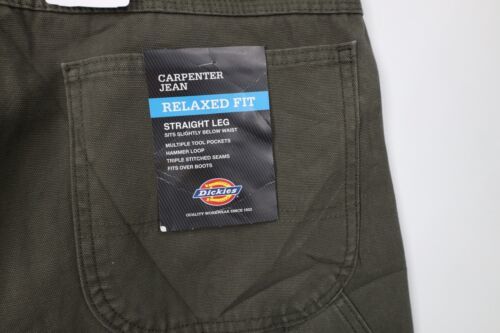 CARPENTER
JEAN
RELAXED FIT
STRAIGHT LEG
SITS SLIGHTLY BELOW WAIST
MULTIPLE TOOL POCKETS
HAMMER LOOP
TRIPLE STITCHED SEAMS
FITS OVER BOOTS
Dickies
QUALITY WORKWEAR SINCE 1922